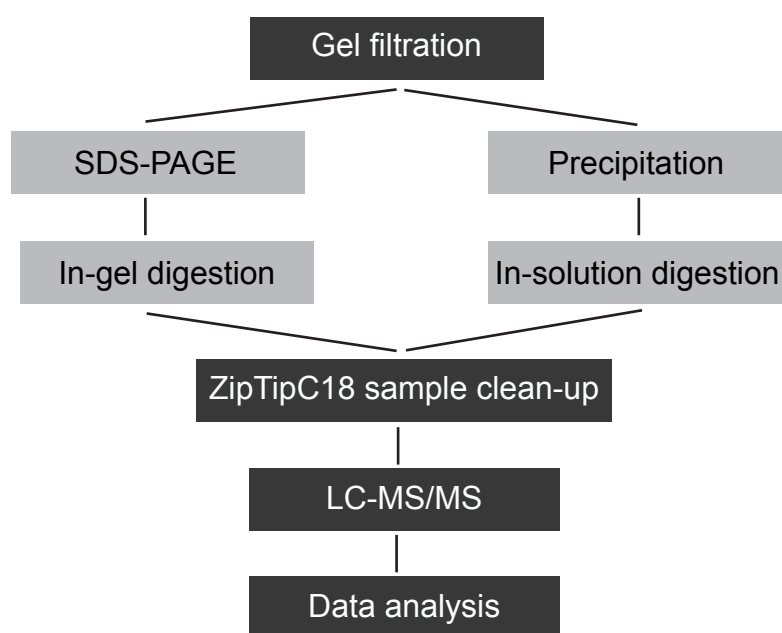 Gel filtration
SDS-PAGE
Precipitation
In-gel digestion
In-solution digestion
ZipTipC18 sample clean-up
LC-MS/MS
Data analysis